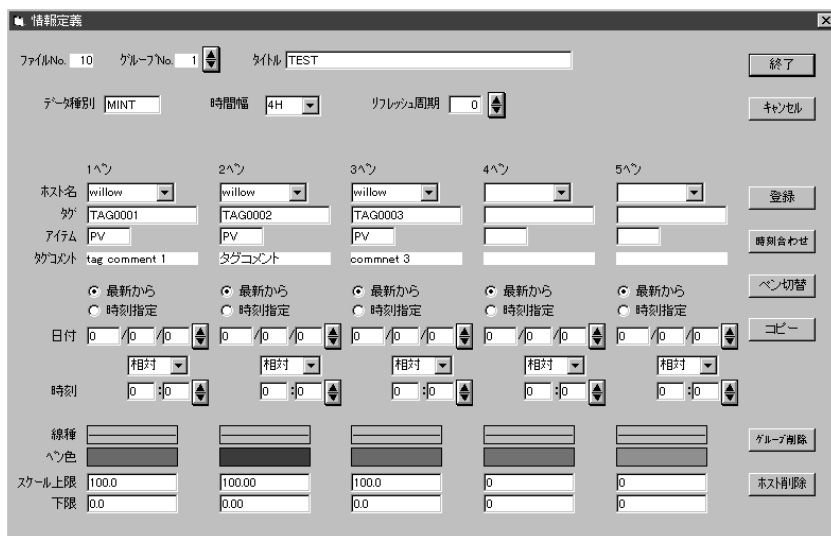 情報定義
ファイルNo. 10 グループNo. 1 タイトル TEST 終了
データ種別 MINT 時間幅 4H リフレッシュ周期 0 キャンセル
1ペン 2ペン 3ペン 4ペン 5ペン
ホスト名 willow willow willow 登録
タグ TAG0001 TAG0002 TAG0003
アイテム PV PV PV 時刻合わせ
タグコメント tag comment 1 タグコメント commnet 3
最新から 最新から 最新から 最新から 最新から ペン切替
時刻指定 時刻指定 時刻指定 時刻指定 時刻指定
日付 0 /0 /0 0 /0 /0 0 /0 /0 0 /0 /0 0 /0 /0 コピー
相対 相対 相対 相対 相対
時刻 0 :0 0 :0 0 :0 0 :0 0 :0
線種 グループ削除
ペン色
スケール上限 100.0 100.00 100.0 0 0 ホスト削除
下限 0.0 0.00 0.0 0 0